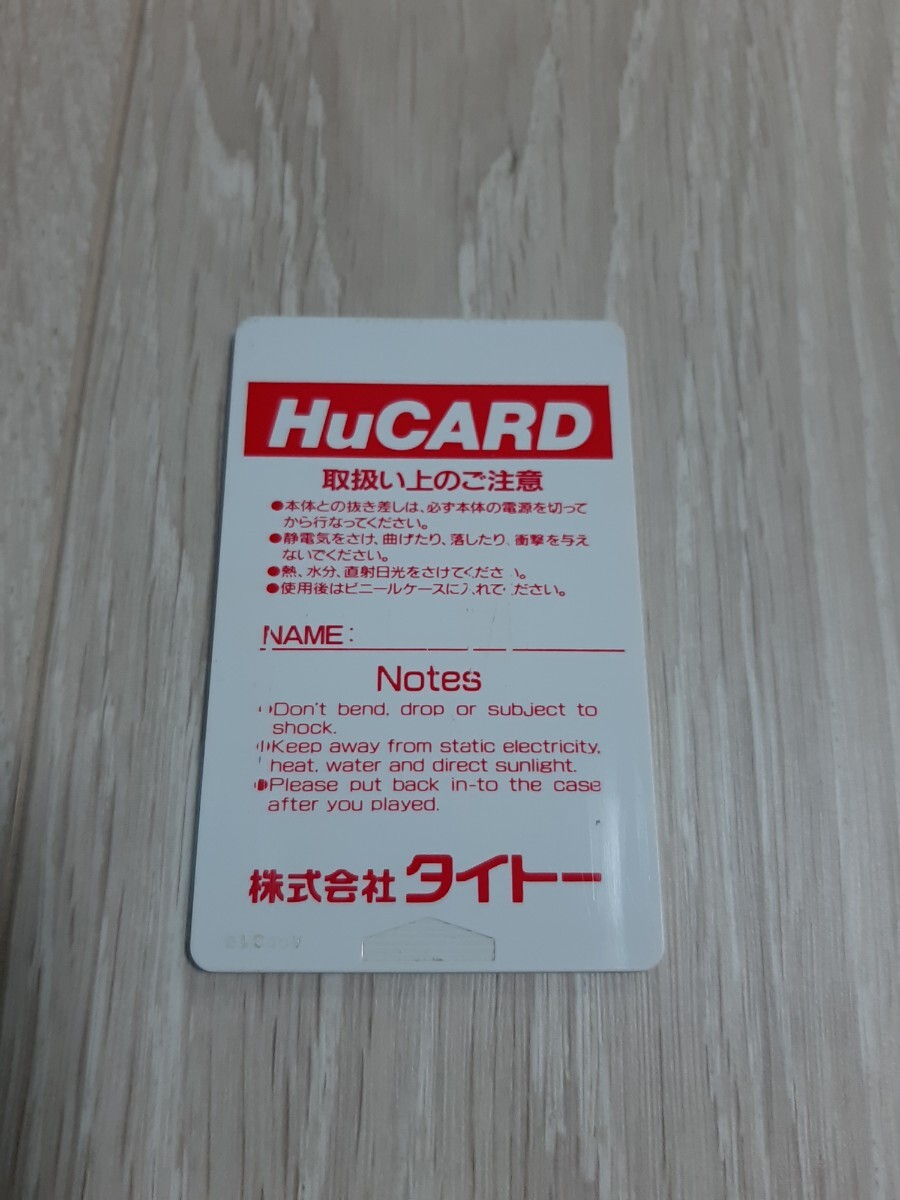 HuCARD
取扱い上のご注意
●本体との抜き差しは、必ず本体の電源を切って
から行なってください。
●静電気をさけ、曲げたり、落したり、衝撃を与え
ないでください。
●熱、水分、直射日光をさけてください。
●使用後はビニールケースに入れてください。
NAME:
Notes
●Don't bend, drop or subject to
shock.
●Keep away from static electricity,
heat, water and direct sunlight.
●Please put back in-to the case
after you played.
株式会社 タイトー